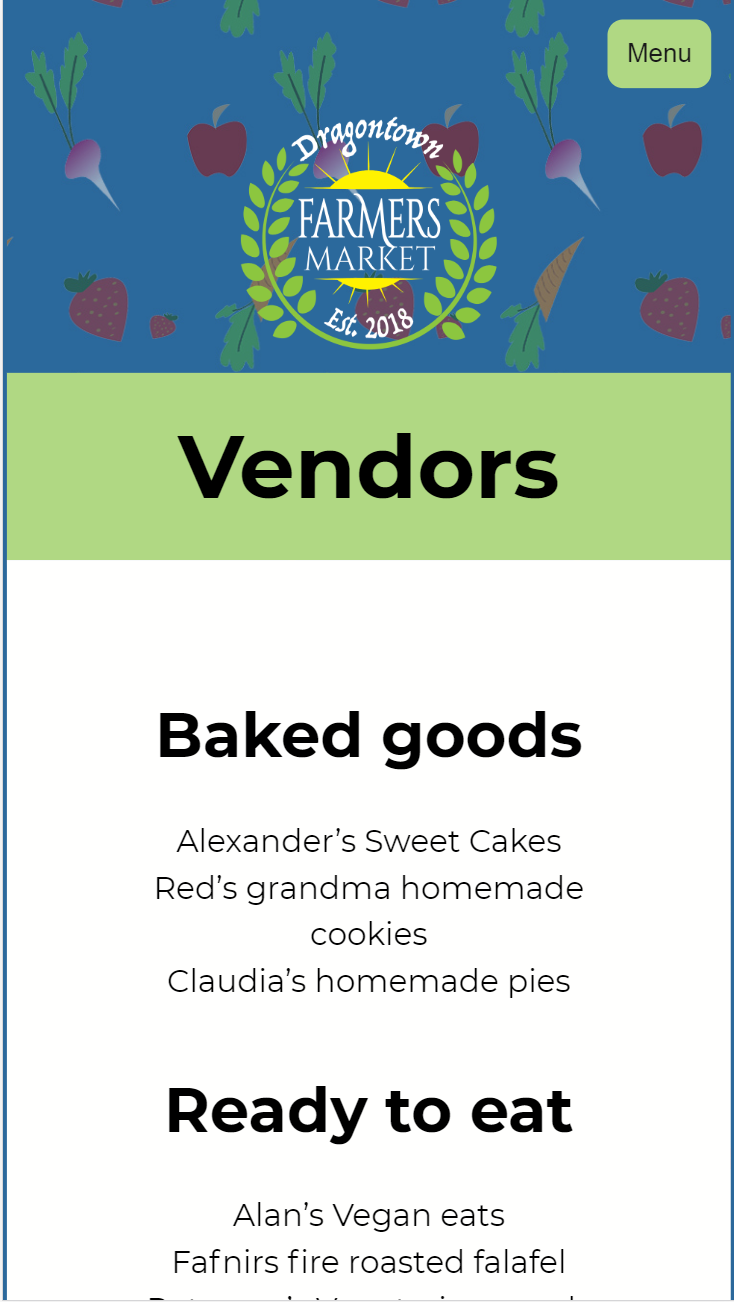 Menu
Dragontown
FARMERS
MARKET
Est. 2018
Vendors
Baked goods
Alexander’s Sweet Cakes
Red’s grandma homemade
cookies
Claudia’s homemade pies
Ready to eat
Alan’s Vegan eats
Fafnirs fire roasted falafel